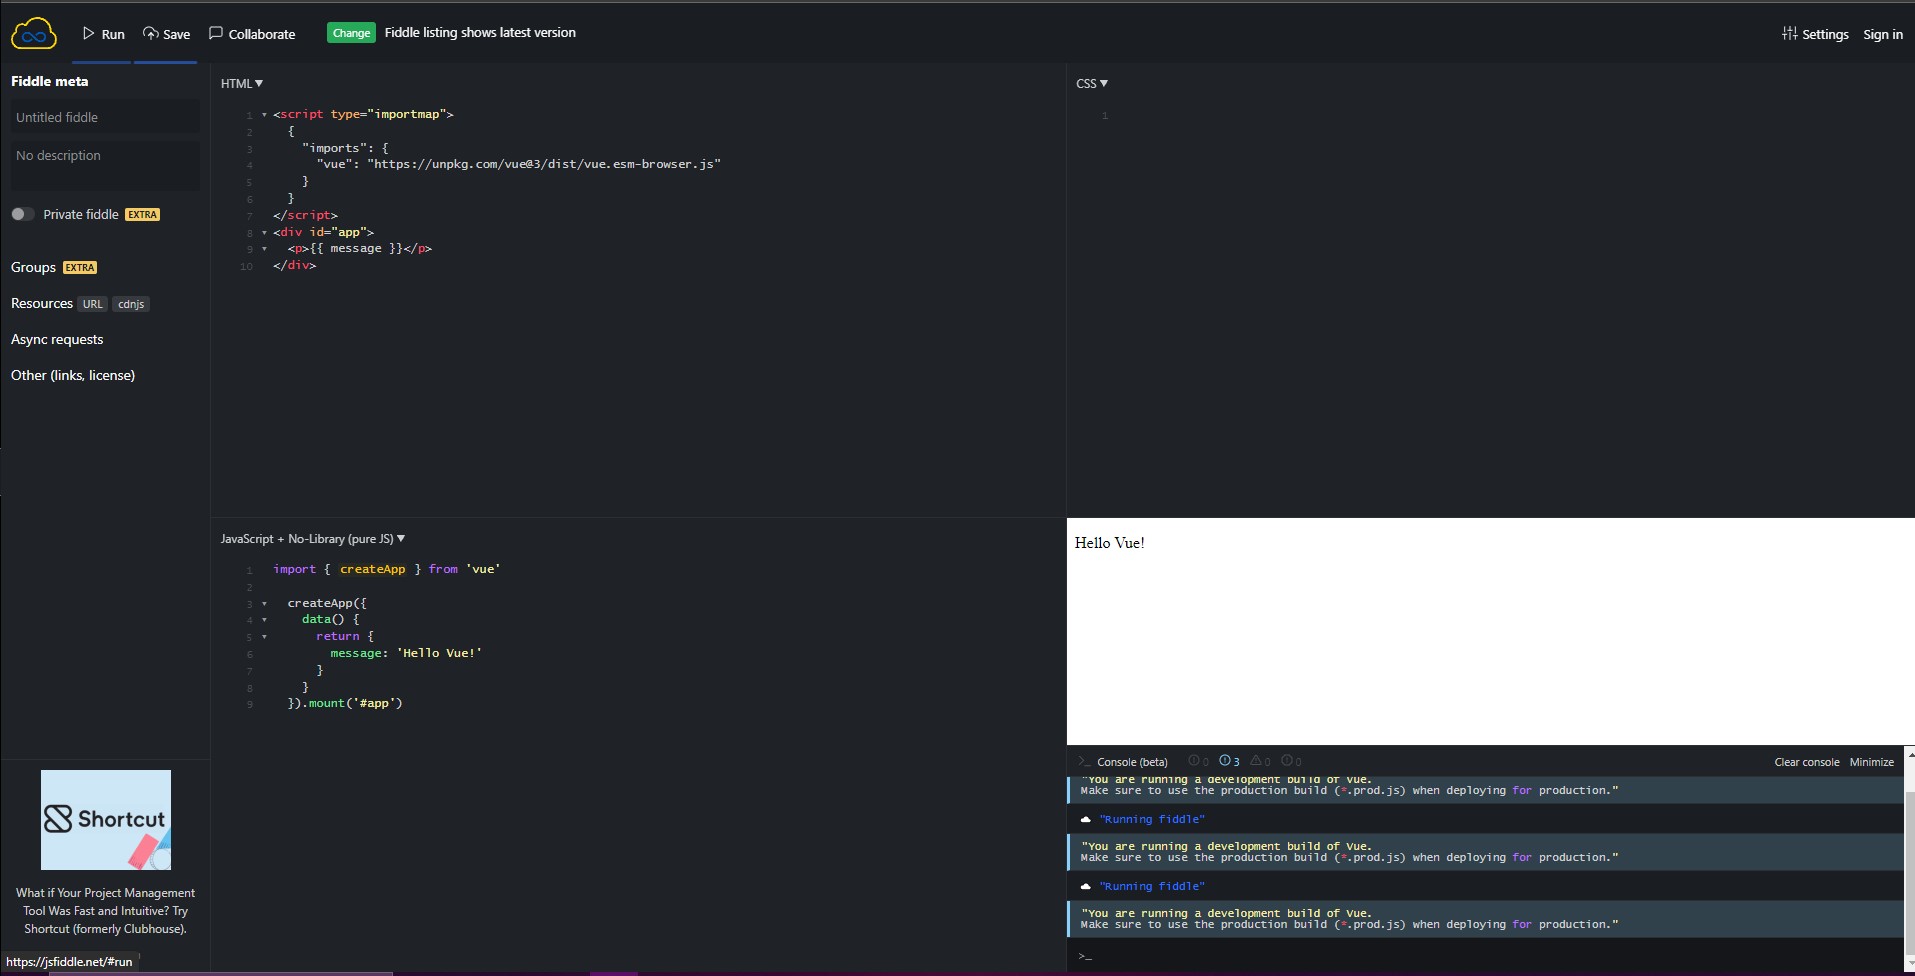 Run Save Collaborate Change Fiddle listing shows latest version Settings Sign in
Fiddle meta
Untitled fiddle
No description
Private fiddle EXTRA
Groups EXTRA
Resources URL cdnjs
Async requests
Other (links, license)
Shortcut
What if Your Project Management
Tool Was Fast and Intuitive? Try
Shortcut (formerly Clubhouse).
https://jsfiddle.net/#run
HTML ▼
1 <script type="importmap">
2 {
3 "imports": {
4 "vue": "https://unpkg.com/vue@3/dist/vue.esm-browser.js"
5 }
6 }
7 </script>
8 <div id="app">
9 <p>{{ message }}</p>
10 </div>
CSS ▼
1
JavaScript + No-Library (pure JS) ▼
1 import { createApp } from 'vue'
2
3 createApp({
4 data() {
5 return {
6 message: 'Hello Vue!'
7 }
8 }
9 }).mount('#app')
Hello Vue!
>_ Console (beta) 0 3 0 0 Clear console Minimize
"You are running a development build of Vue.
Make sure to use the production build (*.prod.js) when deploying for production."
"Running fiddle"
"You are running a development build of Vue.
Make sure to use the production build (*.prod.js) when deploying for production."
"Running fiddle"
"You are running a development build of Vue.
Make sure to use the production build (*.prod.js) when deploying for production."
>_